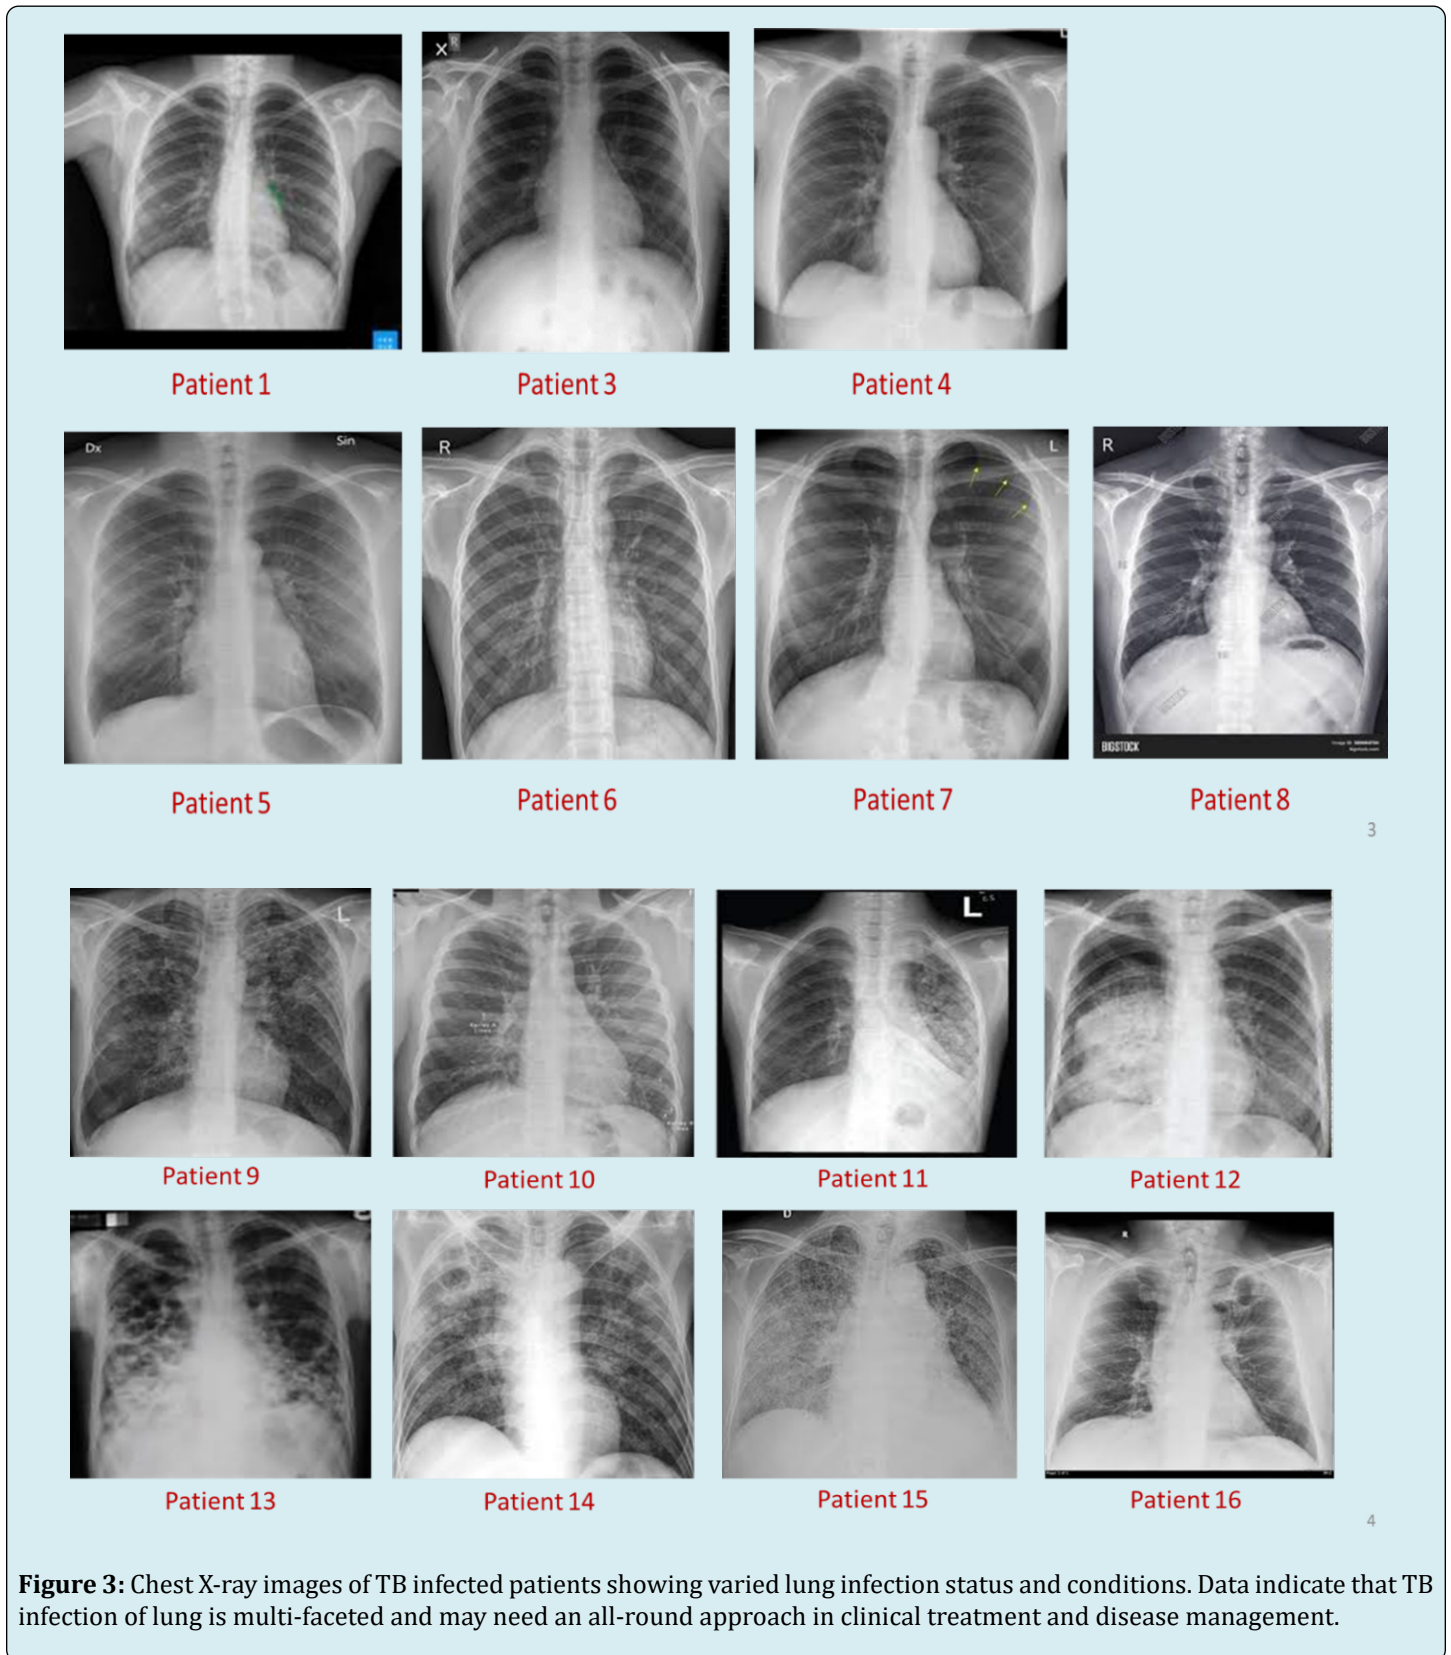 X R
L
Patient 1
Patient 3
Patient 4
Dx
Sin
R
L
R
BIGSTOCK
Patient 5
Patient 6
Patient 7
Patient 8
3
L
L
Patient 9
Patient 10
Patient 11
Patient 12
D
R
Patient 13
Patient 14
Patient 15
Patient 16
4
Figure 3: Chest X-ray images of TB infected patients showing varied lung infection status and conditions. Data indicate that TB
infection of lung is multi-faceted and may need an all-round approach in clinical treatment and disease management.